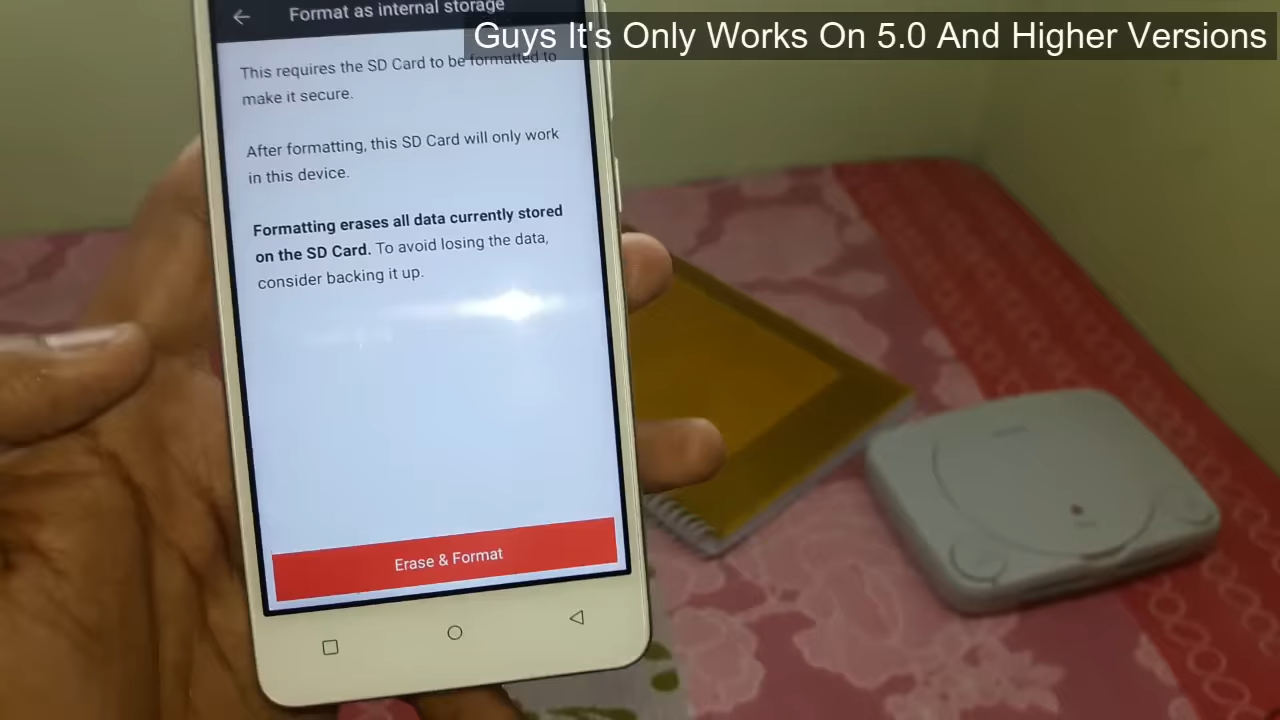 Format as internal storage
Guys It's Only Works On 5.0 And Higher Versions
This requires the SD Card to be formatted to
make it secure.
After formatting, this SD Card will only work
in this device.
Formatting erases all data currently stored
on the SD Card. To avoid losing the data,
consider backing it up.
Erase & Format